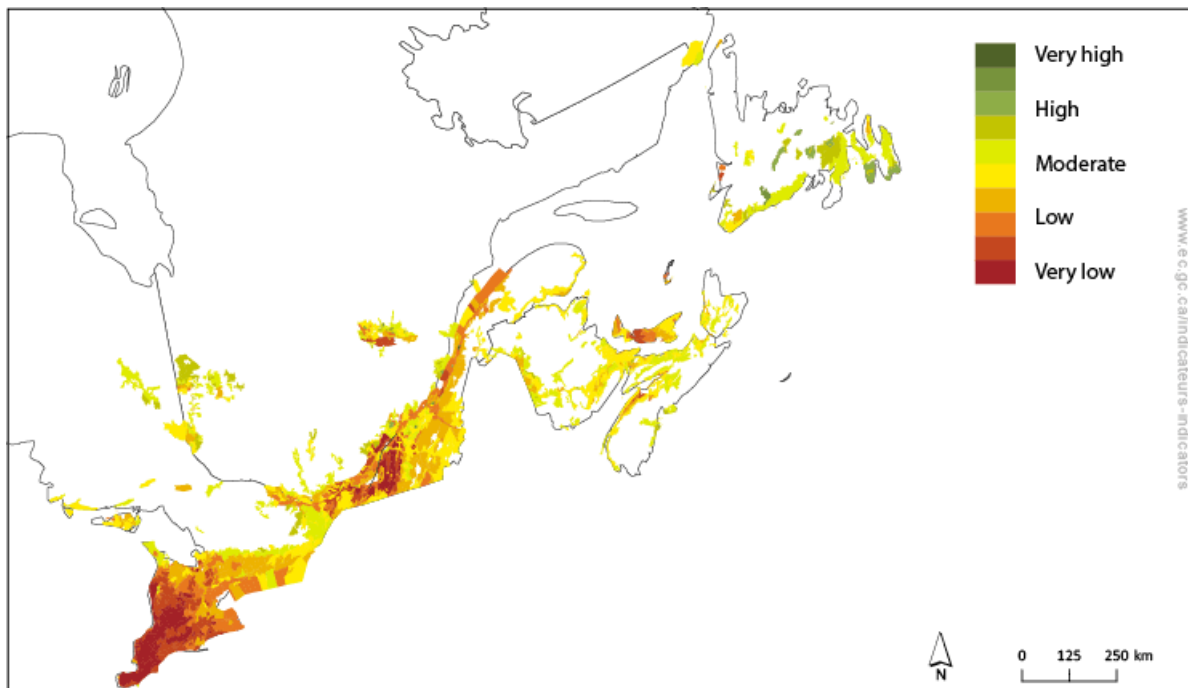 Very high
High
Moderate
Low
Very low
www.ec.gc.ca/indicateurs-indicators
N
0 125 250 km